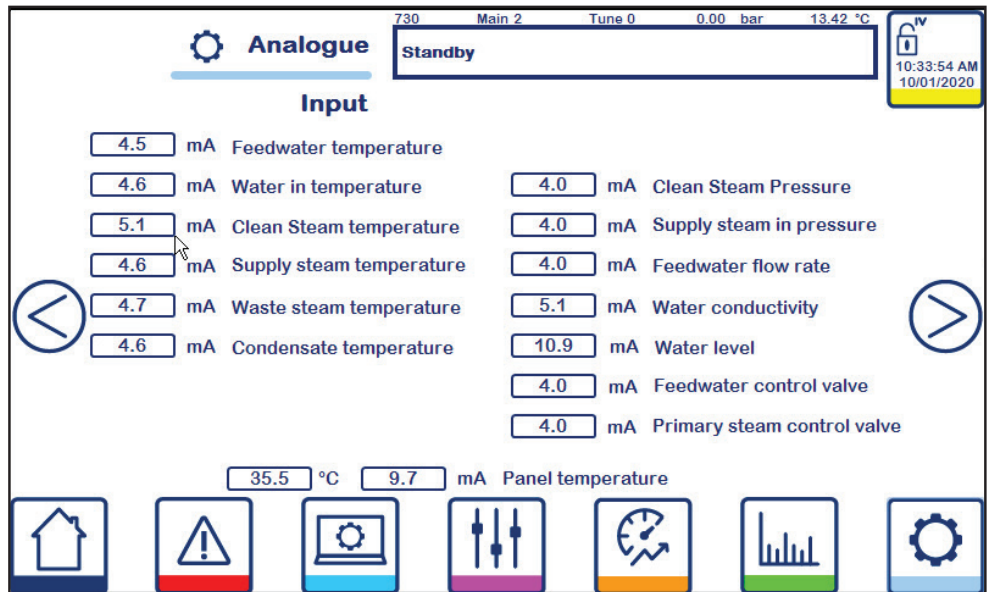 730 Main 2 Tune 0 0.00 bar 13.42 °C
Analogue
Standby
IV
10:33:54 AM
10/01/2020
Input
4.5 mA Feedwater temperature
4.6 mA Water in temperature
5.1 mA Clean Steam temperature
4.6 mA Supply steam temperature
4.7 mA Waste steam temperature
4.6 mA Condensate temperature
4.0 mA Clean Steam Pressure
4.0 mA Supply steam in pressure
4.0 mA Feedwater flow rate
5.1 mA Water conductivity
10.9 mA Water level
4.0 mA Feedwater control valve
4.0 mA Primary steam control valve
35.5 °C 9.7 mA Panel temperature